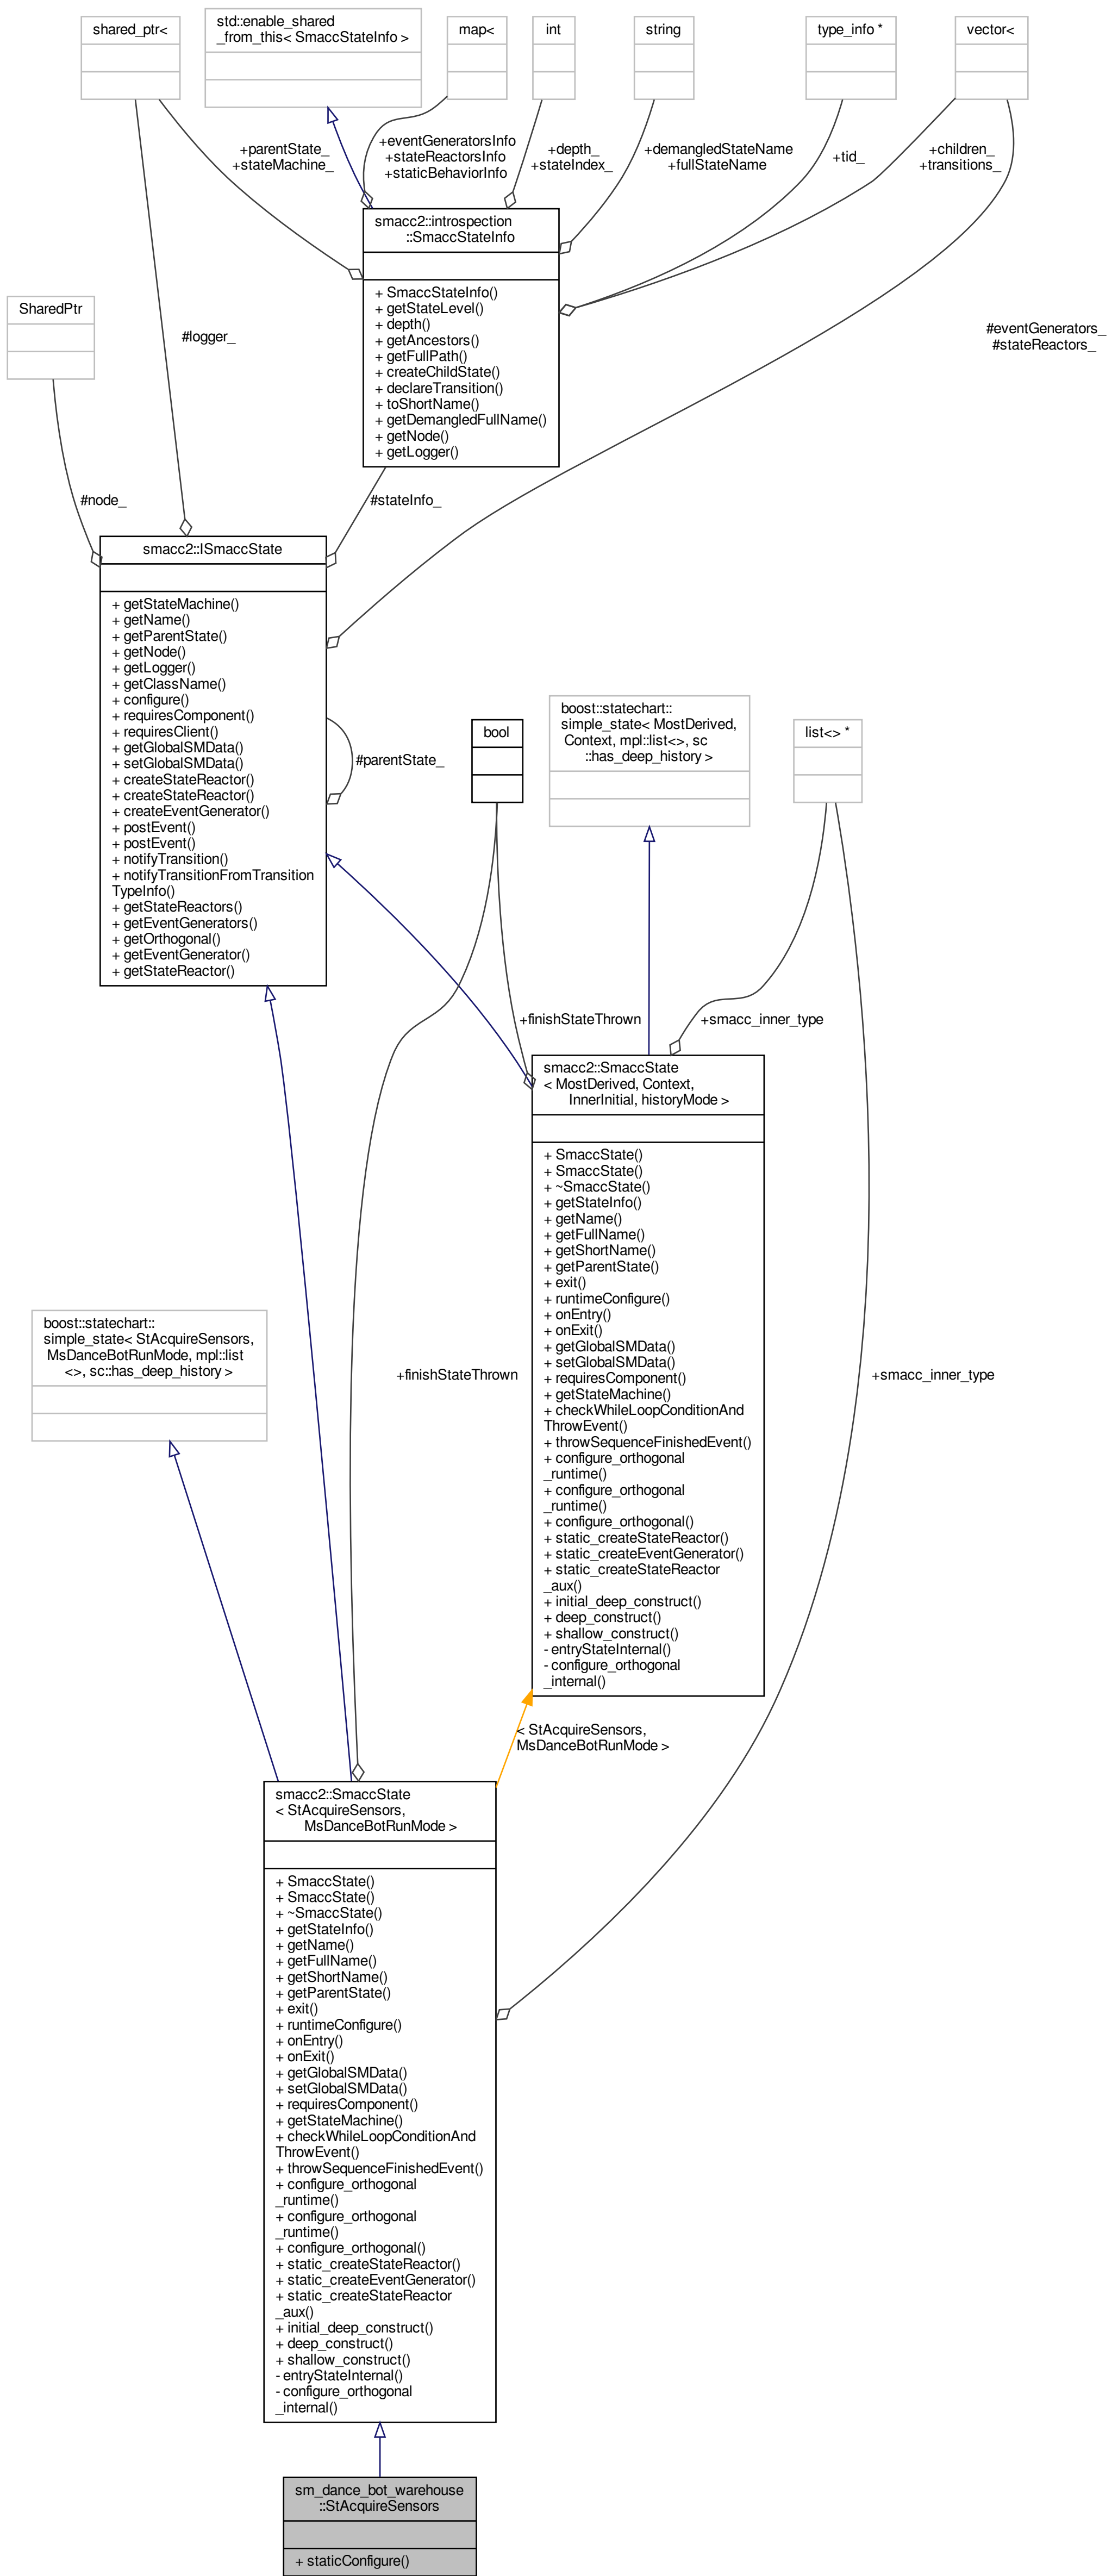 shared_ptr<
std::enable_shared
_from_this< SmaccStateInfo >
map<
int
string
type_info *
vector<
+parentState_
+stateMachine_
+eventGeneratorsInfo
+stateReactorsInfo
+staticBehaviorInfo
+depth_
+stateIndex_
+demangledStateName
+fullStateName
+tid_
+children_
+transitions_
smacc2::introspection
::SmaccStateInfo
+ SmaccStateInfo()
+ getStateLevel()
+ depth()
+ getAncestors()
+ getFullPath()
+ createChildState()
+ declareTransition()
+ toShortName()
+ getDemangledFullName()
+ getNode()
+ getLogger()
SharedPtr
#logger_
#eventGenerators_
#stateReactors_
#node_
#stateInfo_
smacc2::ISmaccState
+ getStateMachine()
+ getName()
+ getParentState()
+ getNode()
+ getLogger()
+ getClassName()
+ configure()
+ requiresComponent()
+ requiresClient()
+ getGlobalSMData()
+ setGlobalSMData()
+ createStateReactor()
+ createStateReactor()
+ createEventGenerator()
+ postEvent()
+ postEvent()
+ notifyTransition()
+ notifyTransitionFromTransition
TypeInfo()
+ getStateReactors()
+ getEventGenerators()
+ getOrthogonal()
+ getEventGenerator()
+ getStateReactor()
#parentState_
bool
boost::statechart::
simple_state< MostDerived,
Context, mpl::list<>, sc
::has_deep_history >
list<> *
+finishStateThrown
+smacc_inner_type
smacc2::SmaccState
< MostDerived, Context,
InnerInitial, historyMode >
+ SmaccState()
+ SmaccState()
+ ~SmaccState()
+ getStateInfo()
+ getName()
+ getFullName()
+ getShortName()
+ getParentState()
+ exit()
+ runtimeConfigure()
+ onEntry()
+ onExit()
+ getGlobalSMData()
+ setGlobalSMData()
+ requiresComponent()
+ getStateMachine()
+ checkWhileLoopConditionAnd
ThrowEvent()
+ throwSequenceFinishedEvent()
+ configure_orthogonal
_runtime()
+ configure_orthogonal
_runtime()
+ configure_orthogonal()
+ static_createStateReactor()
+ static_createEventGenerator()
+ static_createStateReactor
_aux()
+ initial_deep_construct()
+ deep_construct()
+ shallow_construct()
- entryStateInternal()
- configure_orthogonal
_internal()
boost::statechart::
simple_state< StAcquireSensors,
MsDanceBotRunMode, mpl::list
<>, sc::has_deep_history >
+finishStateThrown
+smacc_inner_type
< StAcquireSensors,
MsDanceBotRunMode >
smacc2::SmaccState
< StAcquireSensors,
MsDanceBotRunMode >
+ SmaccState()
+ SmaccState()
+ ~SmaccState()
+ getStateInfo()
+ getName()
+ getFullName()
+ getShortName()
+ getParentState()
+ exit()
+ runtimeConfigure()
+ onEntry()
+ onExit()
+ getGlobalSMData()
+ setGlobalSMData()
+ requiresComponent()
+ getStateMachine()
+ checkWhileLoopConditionAnd
ThrowEvent()
+ throwSequenceFinishedEvent()
+ configure_orthogonal
_runtime()
+ configure_orthogonal
_runtime()
+ configure_orthogonal()
+ static_createStateReactor()
+ static_createEventGenerator()
+ static_createStateReactor
_aux()
+ initial_deep_construct()
+ deep_construct()
+ shallow_construct()
- entryStateInternal()
- configure_orthogonal
_internal()
sm_dance_bot_warehouse
::StAcquireSensors
+ staticConfigure()